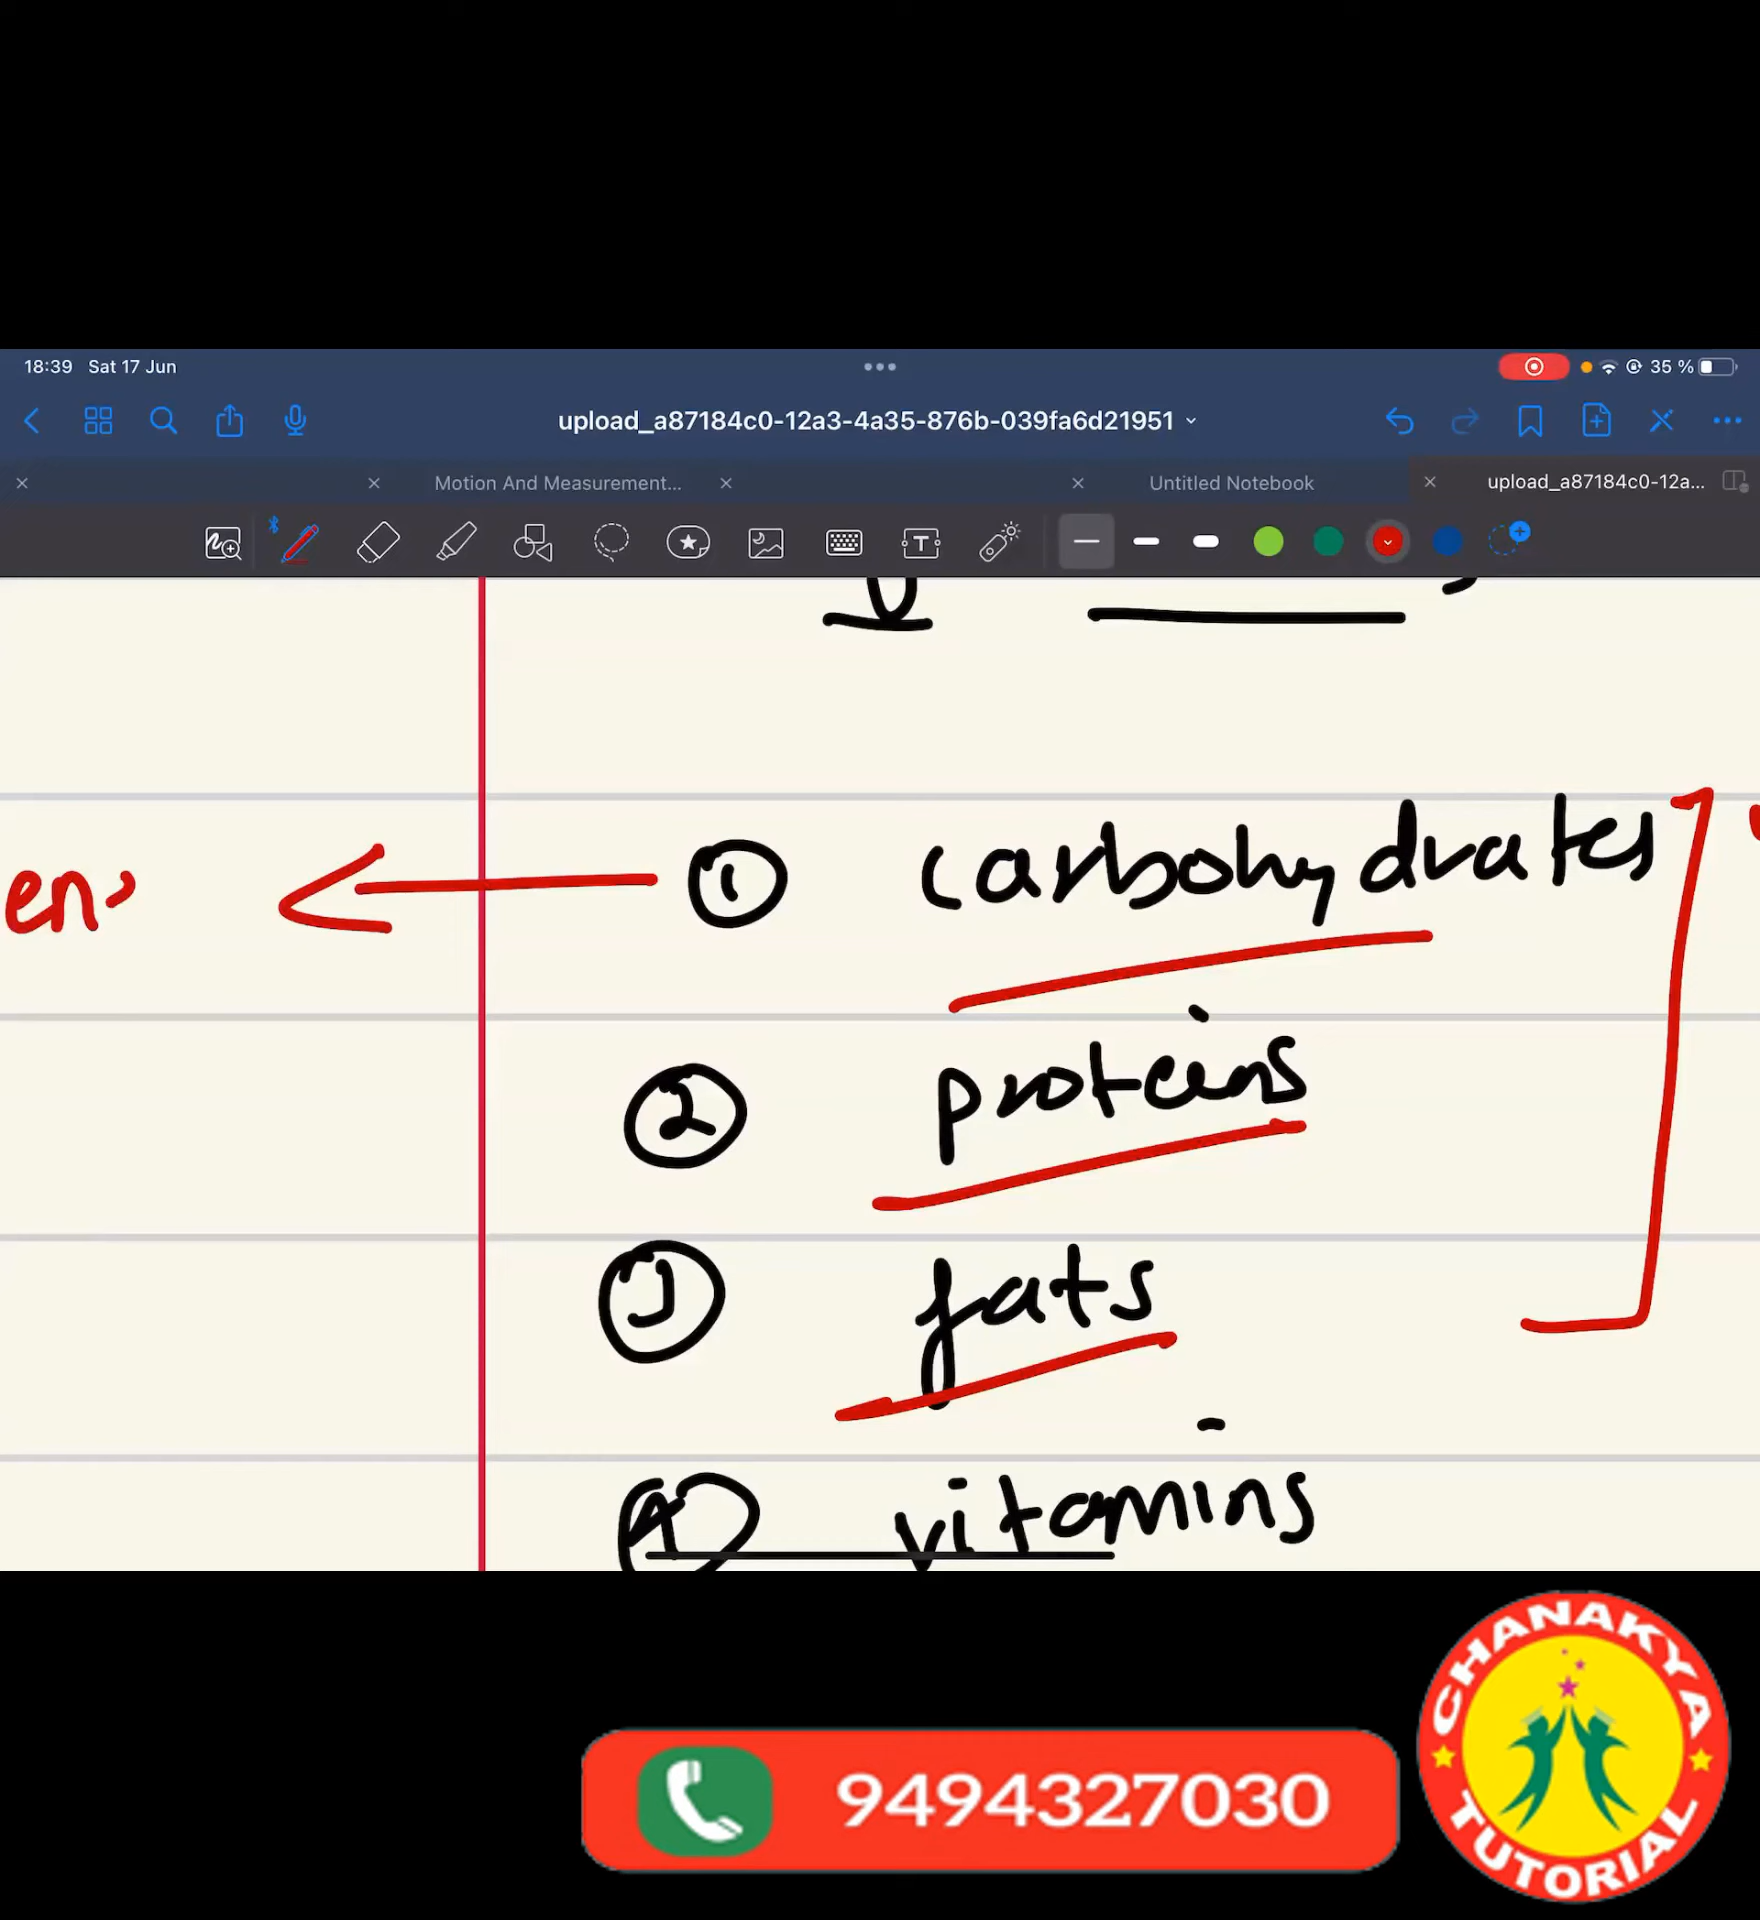 18:39 Sat 17 Jun
35 %
upload_a87184c0-12a3-4a35-876b-039fa6d21951
Motion And Measurement...
Untitled Notebook
upload_a87184c0-12a...
T
① carbohydrates
② proteins
③ fats
④ vitamins
9494327030
CHANAKYA
TUTORIAL